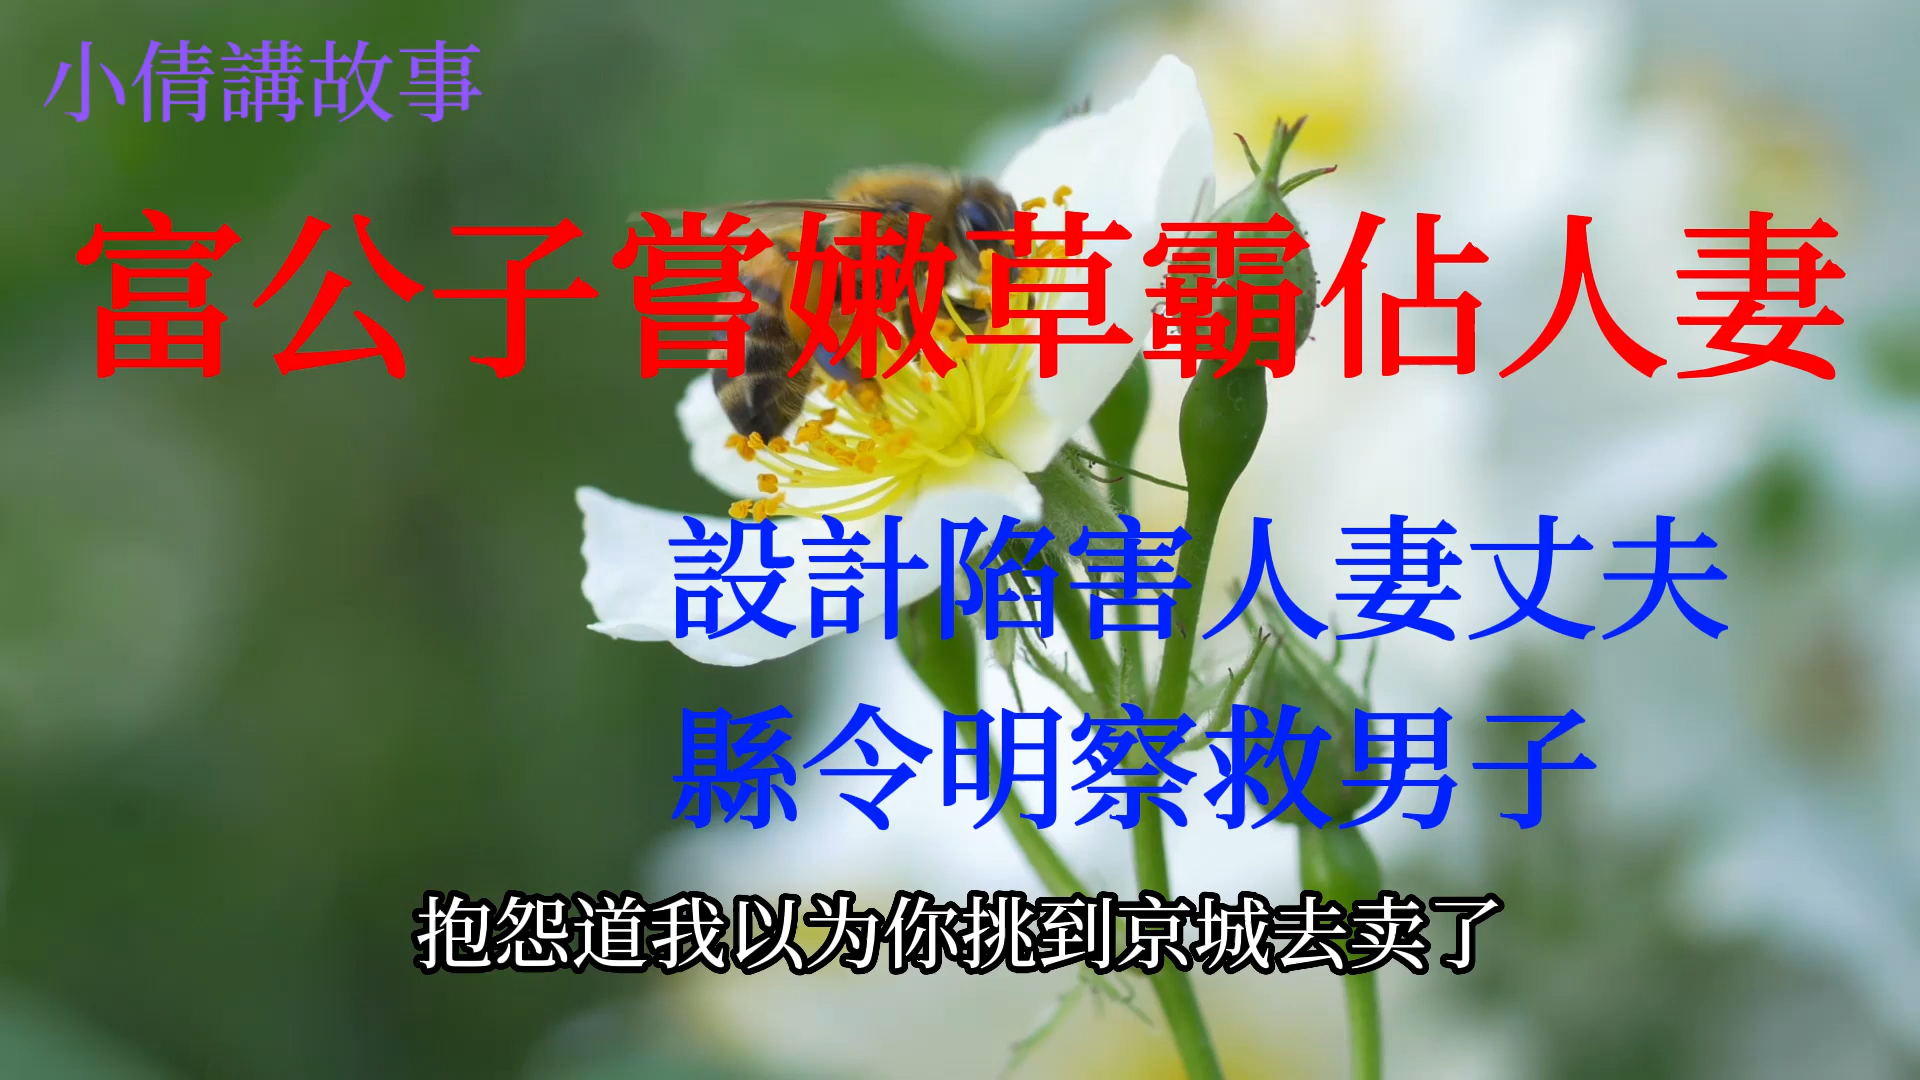 小倩講故事
富公子嘗嫩草霸佔人妻
設計陷害人妻丈夫
縣令明察救男子
抱怨道我以为你挑到京城去卖了